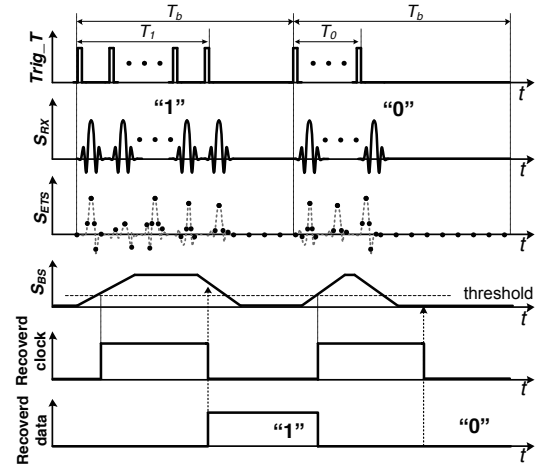 T_b T_b
T_1 T_0
Trig_T
t
"1" "0"
S_RX
t
S_ETS
t
S_BS
threshold
t
Recoverd
clock
t
Recoverd
data
"1" "0"
t